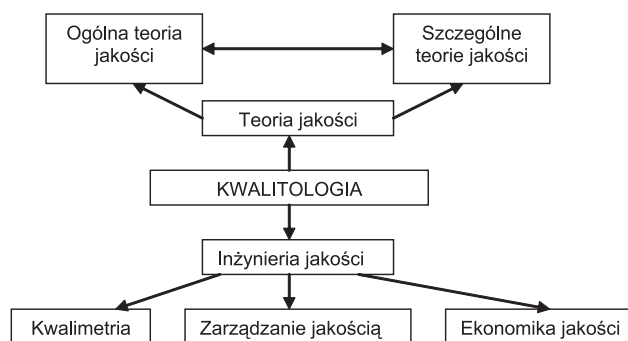 Ogólna teoria
jakości
Szczególne
teorie jakości
Teoria jakości
KWALITOLOGIA
Inżynieria jakości
Kwalimetria
Zarządzanie jakością
Ekonomika jakości